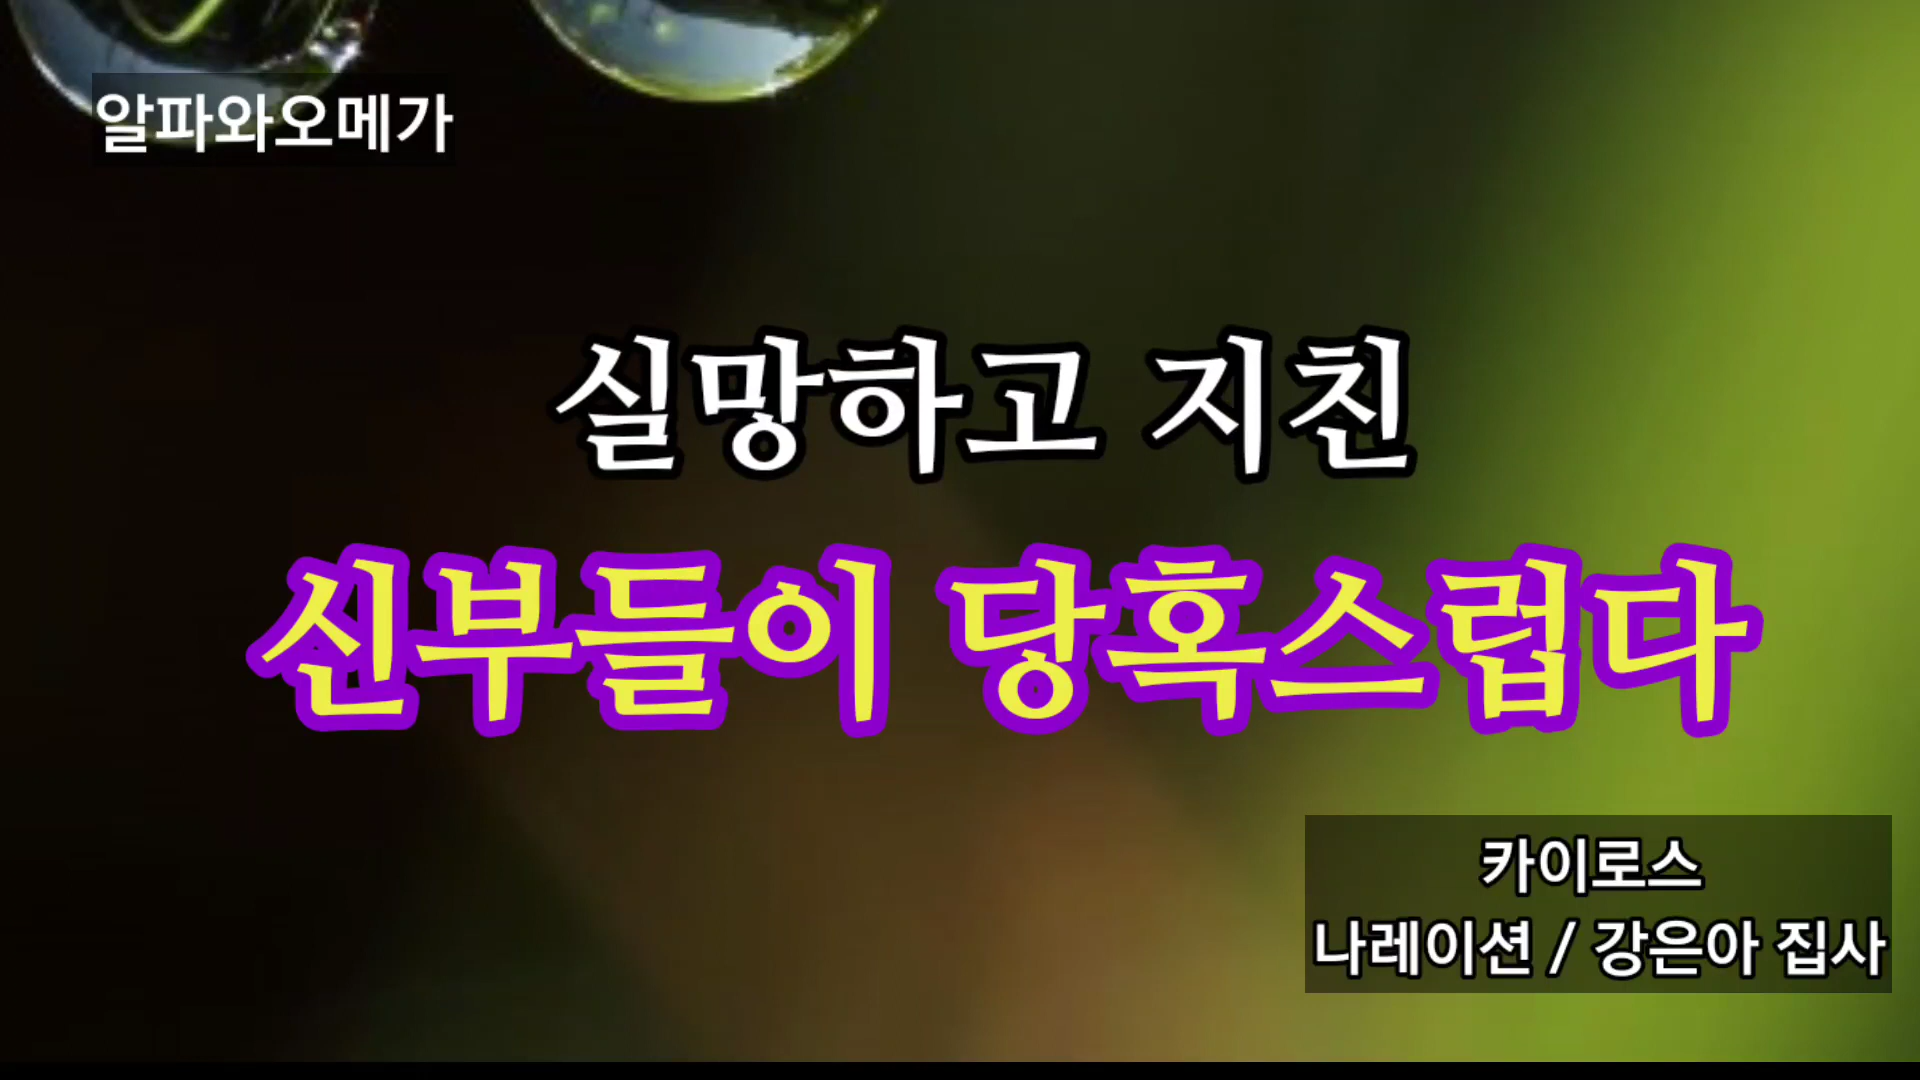 알파와오메가
실망하고 지친
신부들이 당혹스럽다
카이로스
나레이션 / 강은아 집사